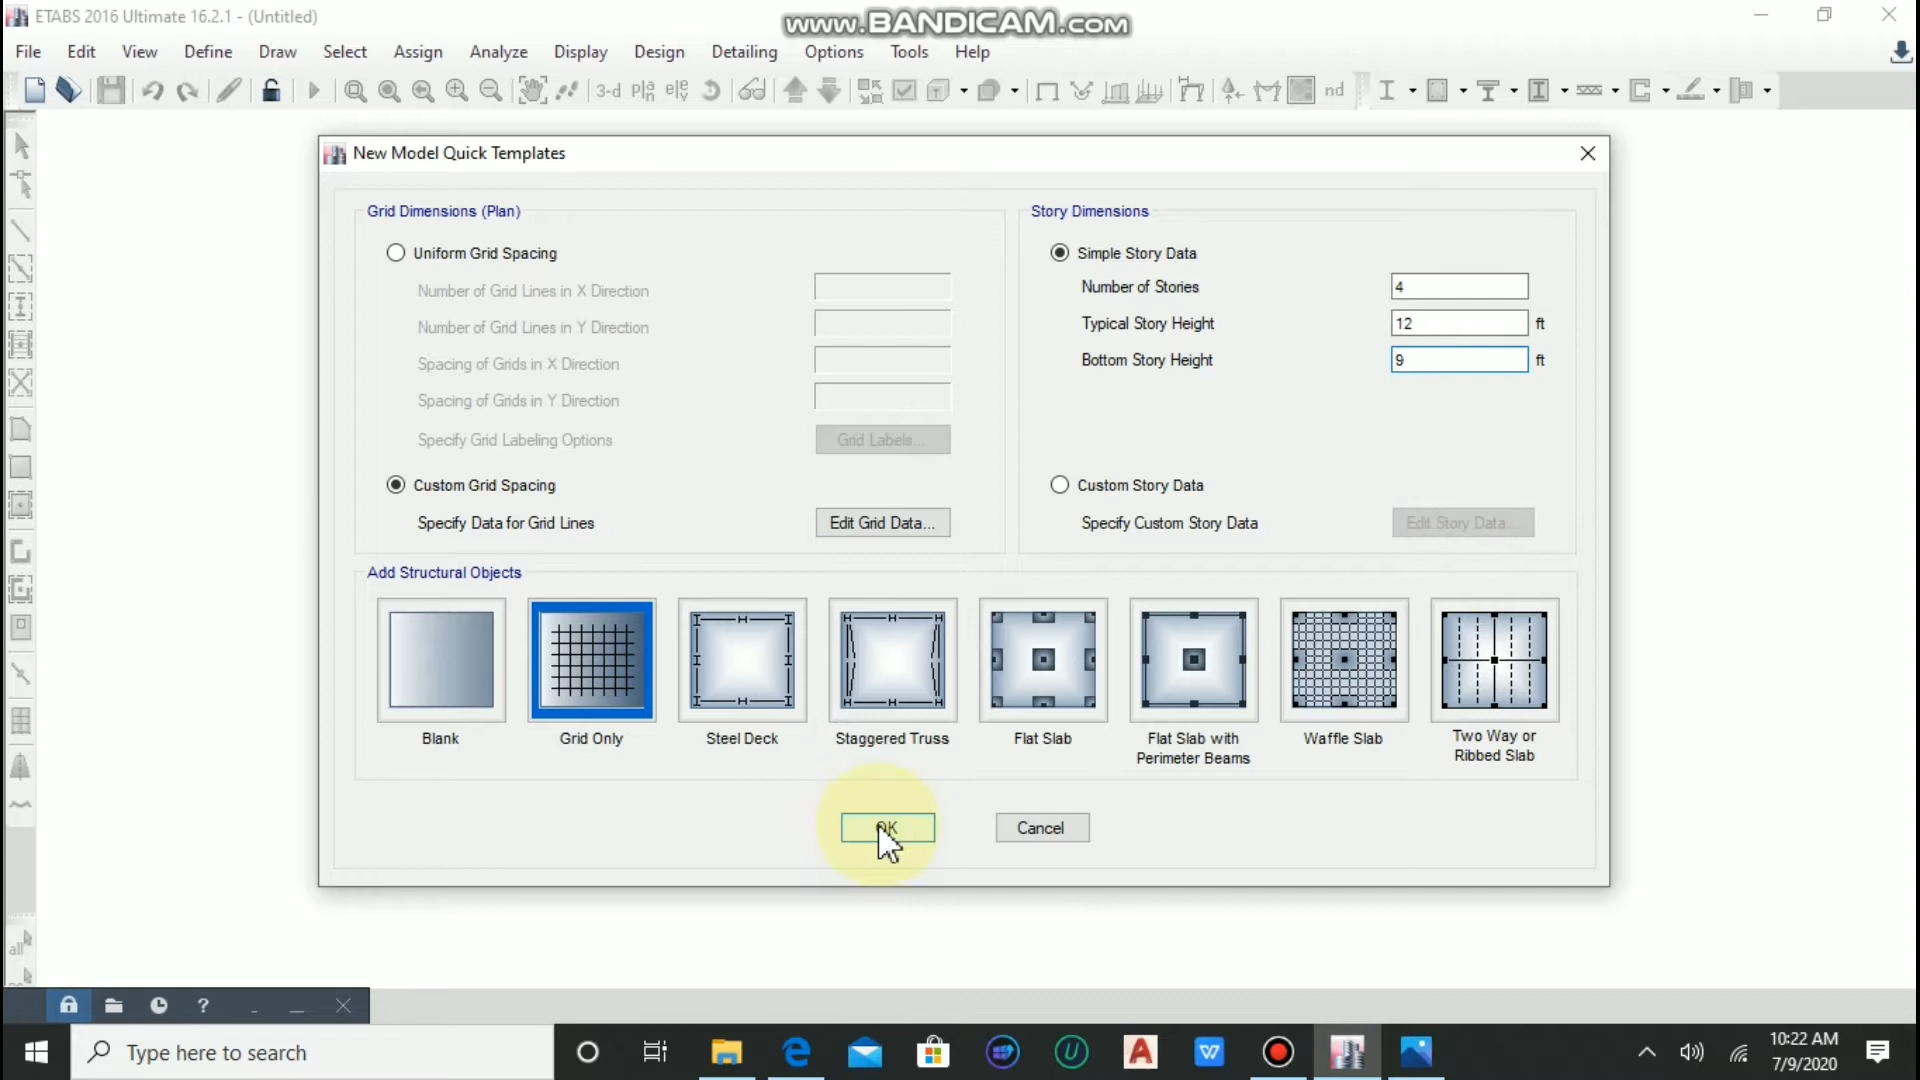 ETABS 2016 Ultimate 16.2.1 - (Untitled)
www.BANDICAM.com
File Edit View Define Draw Select Assign Analyze Display Design Detailing Options Tools Help
3-d
nd
New Model Quick Templates
Grid Dimensions (Plan)
Uniform Grid Spacing
Number of Grid Lines in X Direction
Number of Grid Lines in Y Direction
Spacing of Grids in X Direction
Spacing of Grids in Y Direction
Specify Grid Labeling Options
Grid Labels...
Custom Grid Spacing
Specify Data for Grid Lines
Edit Grid Data...
Story Dimensions
Simple Story Data
Number of Stories 4
Typical Story Height 12 ft
Bottom Story Height 9 ft
Custom Story Data
Specify Custom Story Data
Edit Story Data...
Add Structural Objects
Blank
Grid Only
Steel Deck
Staggered Truss
Flat Slab
Flat Slab with
Perimeter Beams
Waffle Slab
Two Way or
Ribbed Slab
OK
Cancel
all
Type here to search
10:22 AM
7/9/2020